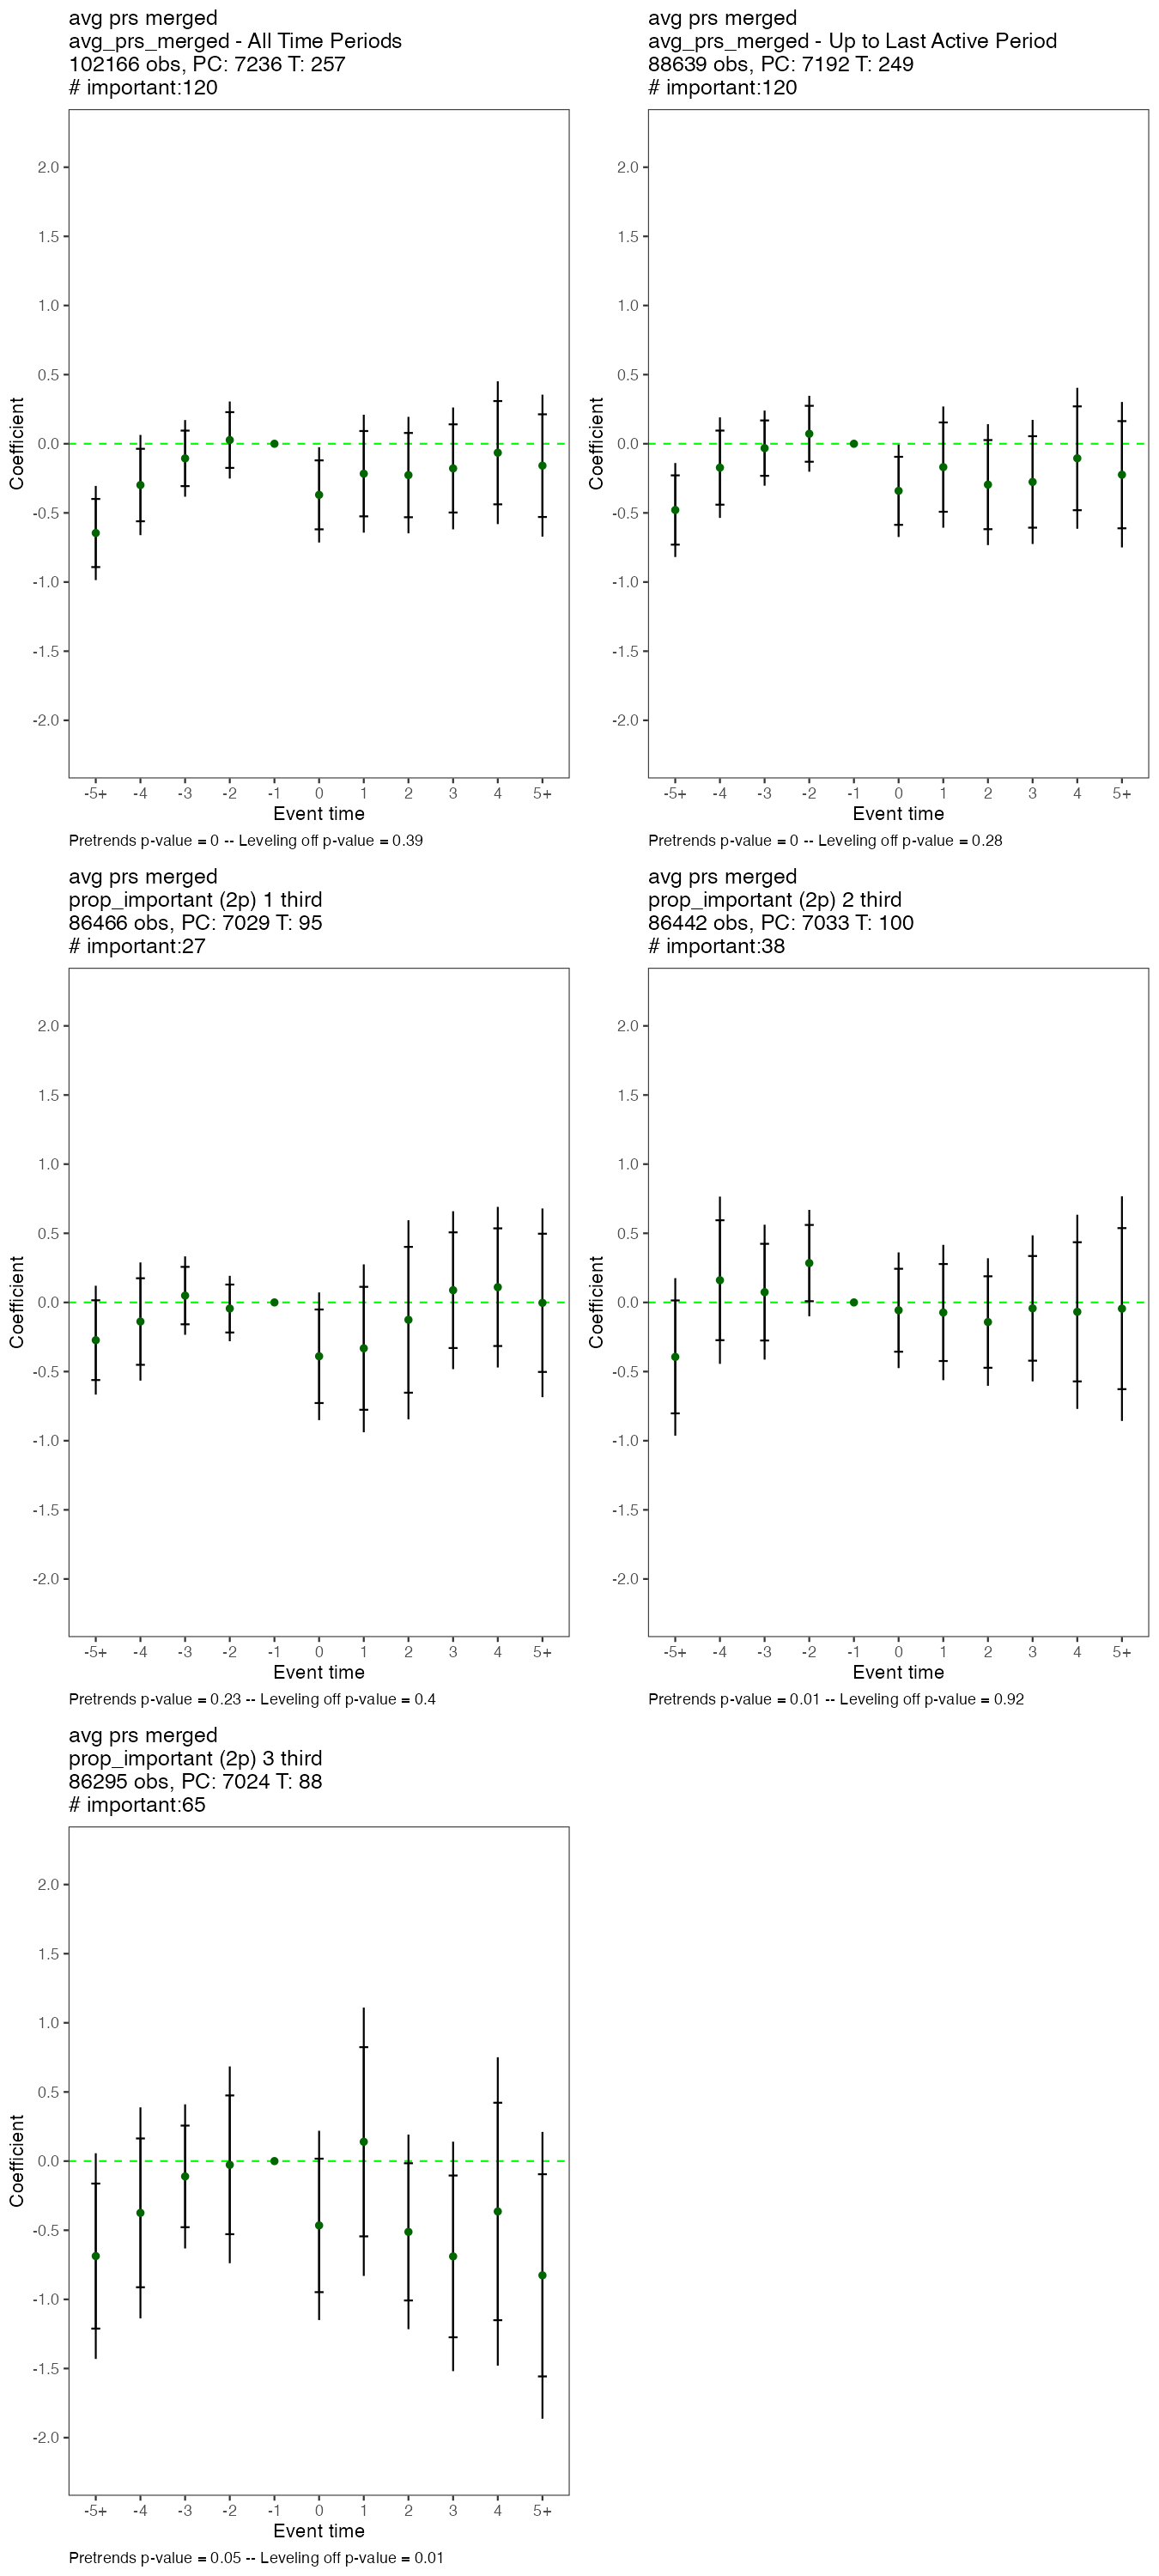 avg prs merged
avg_prs_merged - All Time Periods
102166 obs, PC: 7236 T: 257
# important:120
Coefficient
2.0
1.5
1.0
0.5
0.0
-0.5
-1.0
-1.5
-2.0
-5+ -4 -3 -2 -1 0 1 2 3 4 5+
Event time
Pretrends p-value = 0 -- Leveling off p-value = 0.39
avg prs merged
avg_prs_merged - Up to Last Active Period
88639 obs, PC: 7192 T: 249
# important:120
Coefficient
2.0
1.5
1.0
0.5
0.0
-0.5
-1.0
-1.5
-2.0
-5+ -4 -3 -2 -1 0 1 2 3 4 5+
Event time
Pretrends p-value = 0 -- Leveling off p-value = 0.28
avg prs merged
prop_important (2p) 1 third
86466 obs, PC: 7029 T: 95
# important:27
Coefficient
2.0
1.5
1.0
0.5
0.0
-0.5
-1.0
-1.5
-2.0
-5+ -4 -3 -2 -1 0 1 2 3 4 5+
Event time
Pretrends p-value = 0.23 -- Leveling off p-value = 0.4
avg prs merged
prop_important (2p) 2 third
86442 obs, PC: 7033 T: 100
# important:38
Coefficient
2.0
1.5
1.0
0.5
0.0
-0.5
-1.0
-1.5
-2.0
-5+ -4 -3 -2 -1 0 1 2 3 4 5+
Event time
Pretrends p-value = 0.01 -- Leveling off p-value = 0.92
avg prs merged
prop_important (2p) 3 third
86295 obs, PC: 7024 T: 88
# important:65
Coefficient
2.0
1.5
1.0
0.5
0.0
-0.5
-1.0
-1.5
-2.0
-5+ -4 -3 -2 -1 0 1 2 3 4 5+
Event time
Pretrends p-value = 0.05 -- Leveling off p-value = 0.01